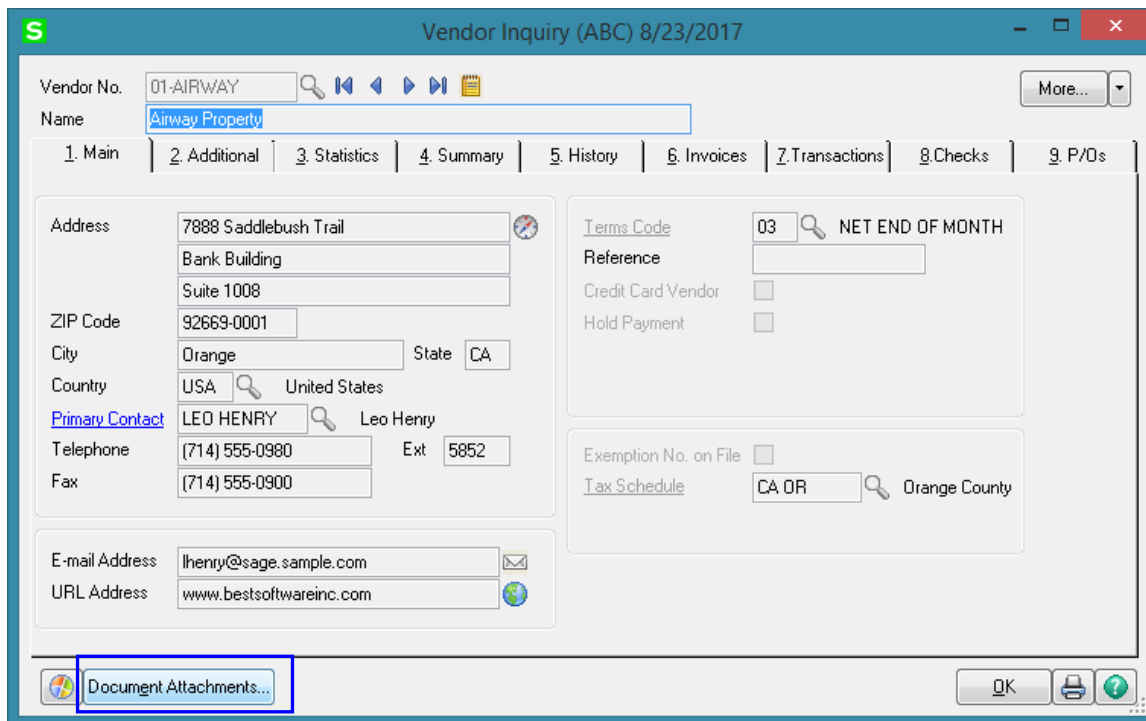 S
Vendor Inquiry (ABC) 8/23/2017
Vendor No. 01-AIRWAY More...
Name Airway Property
1. Main 2. Additional 3. Statistics 4. Summary 5. History 6. Invoices 7.Transactions 8.Checks 9. P/Os
Address 7888 Saddlebush Trail
Bank Building
Suite 1008
ZIP Code 92669-0001
City Orange State CA
Country USA United States
Primary Contact LEO HENRY Leo Henry
Telephone (714) 555-0980 Ext 5852
Fax (714) 555-0900
E-mail Address lhenry@sage.sample.com
URL Address www.bestsoftwareinc.com
Terms Code 03 NET END OF MONTH
Reference
Credit Card Vendor
Hold Payment
Exemption No. on File
Tax Schedule CA OR Orange County
Document Attachments... OK ?